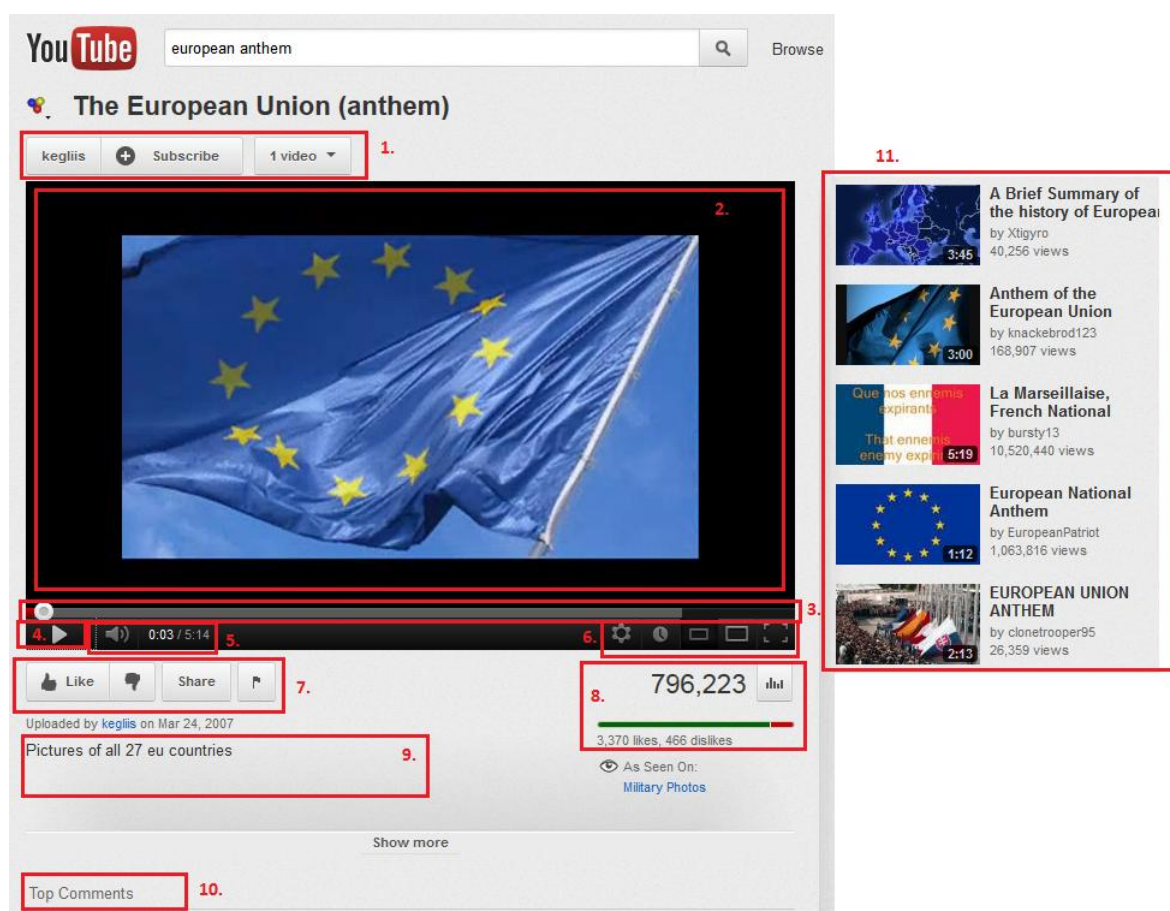 YouTube
european anthem
Browse
The European Union (anthem)
kegliis Subscribe 1 video
1.
2.
3.
4.
0:03 / 5:14
5.
6.
Like Share
7.
8.
796,223
3,370 likes, 466 dislikes
Uploaded by kegliis on Mar 24, 2007
Pictures of all 27 eu countries
9.
As Seen On:
Military Photos
Show more
Top Comments
10.
11.
3:45
A Brief Summary of
the history of Europea
by Xtigyro
40,256 views
3:00
Anthem of the
European Union
by knackebrod123
168,907 views
Que nos ennemis
expirants
That ennemis
enemy expiri
5:19
La Marseillaise,
French National
by bursty13
10,520,440 views
1:12
European National
Anthem
by EuropeanPatriot
1,063,816 views
2:13
EUROPEAN UNION
ANTHEM
by clonetrooper95
26,359 views